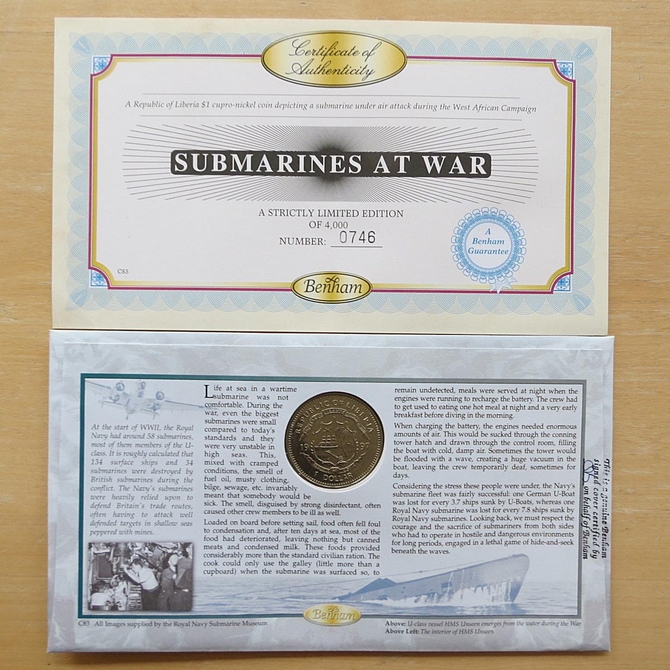 Certificate of
Authenticity
A Republic of Liberia $1 cupro-nickel coin depicting a submarine under air attack during the West African Campaign
SUBMARINES AT WAR
A STRICTLY LIMITED EDITION
OF 4,000
NUMBER: 0746
A
Benham
Guarantee
C83
Benham
At the start of WWII, the Royal
Navy had around 58 submarines,
most of them members of the U-
class. It is roughly calculated that
134 surface ships and 34
submarines were destroyed by
British submarines during the
conflict. The Navy's submarines
were heavily relied upon to
defend Britain's trade routes,
often having to attack well
defended targets in shallow seas
peppered with mines.
Life at sea in a wartime
submarine was not
comfortable. During the
war, even the biggest
submarines were small
compared to today's
standards and they
were very unstable in
high seas. This,
mixed with cramped
conditions, the smell of
fuel oil, musty clothing,
bilge, sewage, etc. invariably
meant that somebody would be
sick. The smell, disguised by strong disinfectant, often
caused other crew members to be ill as well.
Loaded on board before setting sail, food often fell foul
to condensation and, after ten days at sea, most of the
food had deteriorated, leaving nothing but canned
meats and condensed milk. These foods provided
considerably more than the standard civilian ration. The
cook could only use the galley (little more than a
cupboard) when the submarine was surfaced so, to
REPUBLIC OF LIBERIA
1 DOLLAR
remain undetected, meals were served at night when the
engines were running to recharge the battery. The crew had
to get used to eating one hot meal at night and a very early
breakfast before diving in the morning.
When charging the battery, the engines needed enormous
amounts of air. This would be sucked through the conning
tower hatch and drawn through the control room, filling
the boat with cold, damp air. Sometimes the tower would
be flooded with a wave, creating a huge vacuum in the
boat, leaving the crew temporarily deaf, sometimes for
days.
Considering the stress these people were under, the Navy's
submarine fleet was fairly successful: one German U-Boat
was lost for every 3.7 ships sunk by U-Boats, whereas one
Royal Navy submarine was lost for every 7.8 ships sunk by
Royal Navy submarines. Looking back, we must respect the
courage and the sacrifice of submariners from both sides
who had to operate in hostile and dangerous environments
for long periods, engaged in a lethal game of hide-and-seek
beneath the waves.
This is a genuine Benham
signed cover certified by
on behalf of Benham
C83 All Images supplied by the Royal Navy Submarine Museum
Benham
Above: U-class vessel HMS Unseen emerges from the water during the War
Above Left: The interior of HMS Unseen